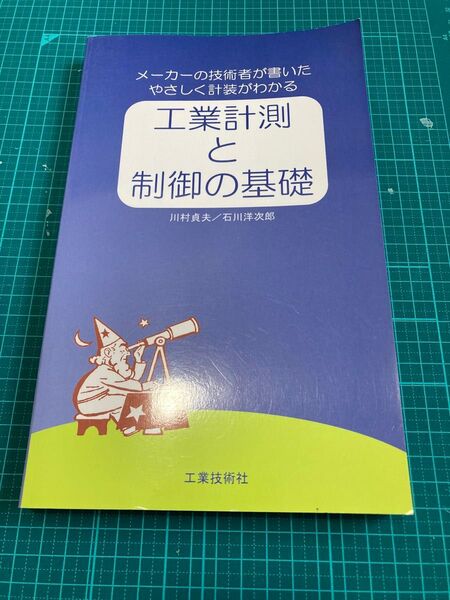 メーカーの技術者が書いた
やさしく計装がわかる
工業計測
と
制御の基礎
川村貞夫／石川洋次郎
工業技術社